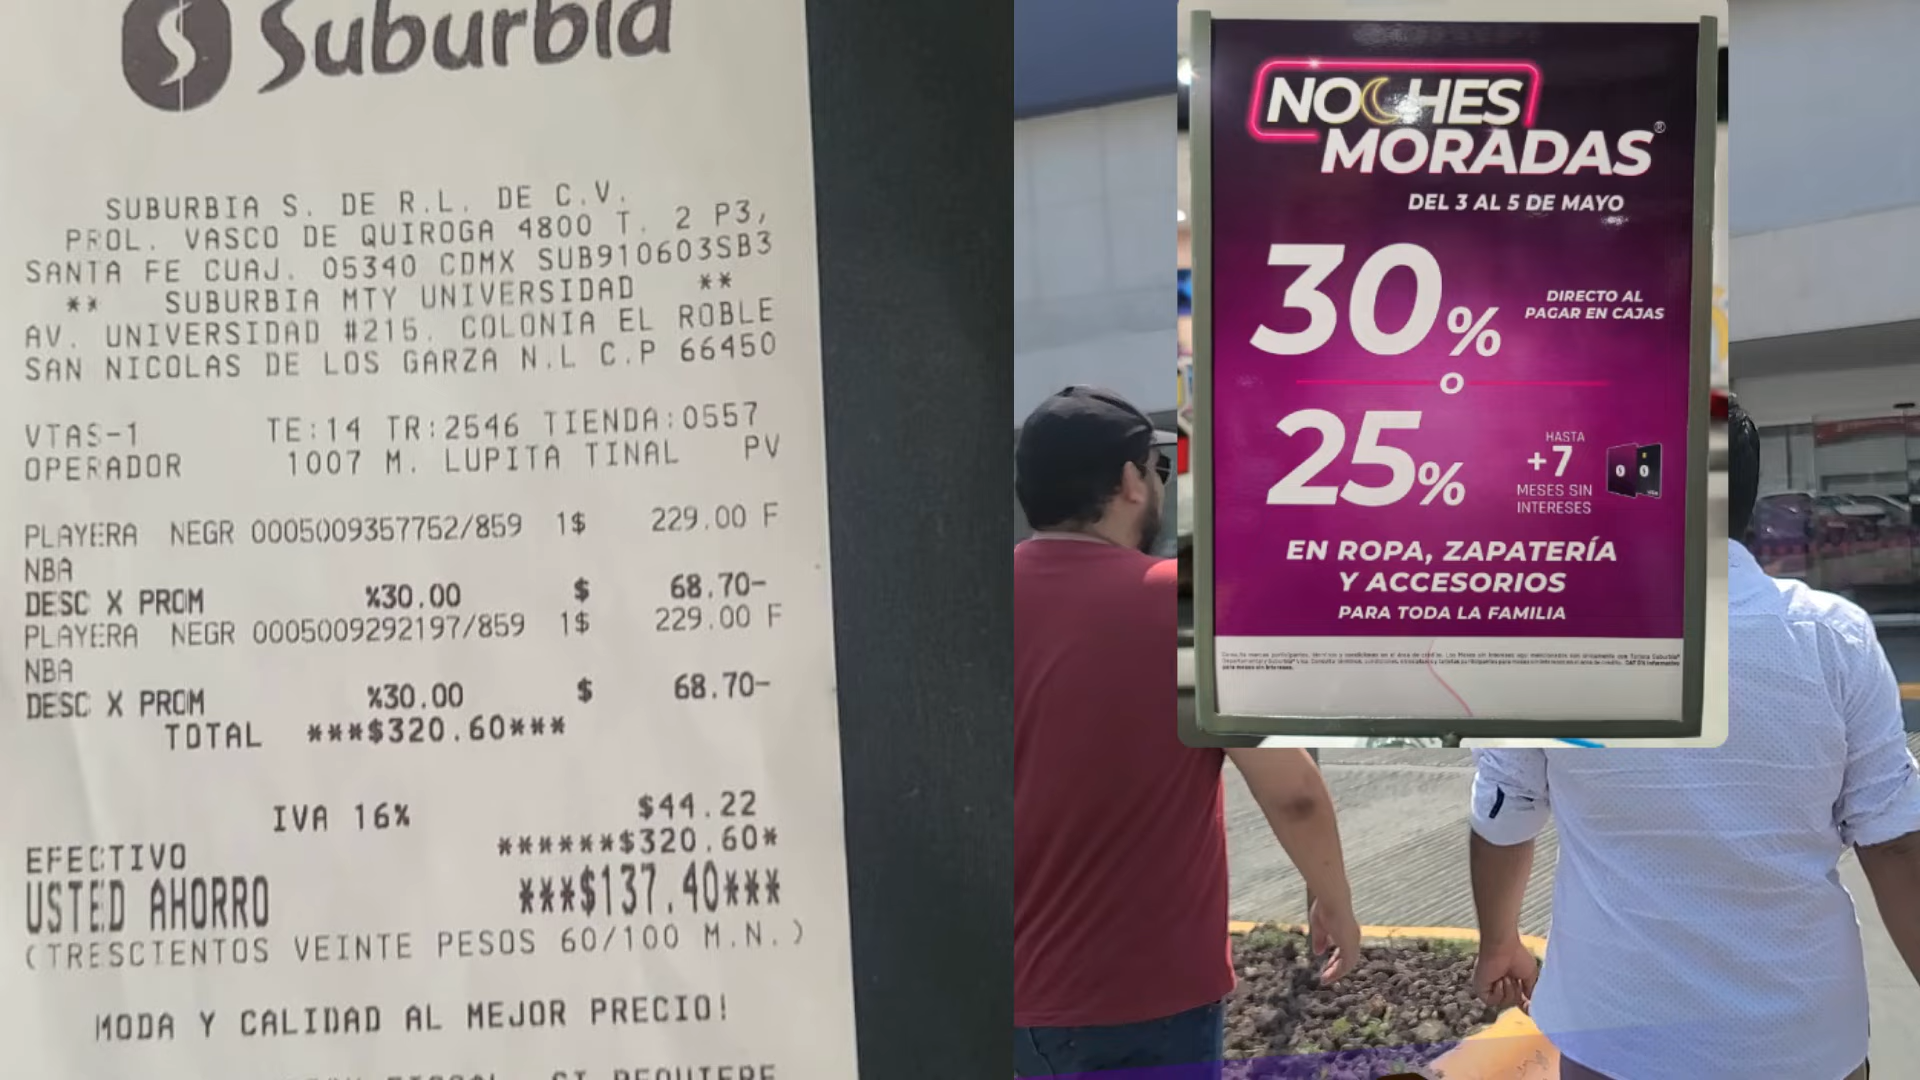 Suburbia
SUBURBIA S. DE R.L. DE C.V.
PROL. VASCO DE QUIROGA 4800 T. 2 P3,
SANTA FE CUAJ. 05340 CDMX SUB910603SB3
** SUBURBIA MTY UNIVERSIDAD **
AV. UNIVERSIDAD #215. COLONIA EL ROBLE
SAN NICOLAS DE LOS GARZA N.L C.P 66450
VTAS-1 TE:14 TR:2546 TIENDA:0557
OPERADOR 1007 M. LUPITA TINAL PV
PLAYERA NEGR 0005009357752/859 1$ 229.00 F
NBA
DESC X PROM %30.00 $ 68.70-
PLAYERA NEGR 0005009292197/859 1$ 229.00 F
NBA
DESC X PROM %30.00 $ 68.70-
TOTAL ***$320.60***
IVA 16% $44.22
EFECTIVO ******$320.60*
USTED AHORRO ***$137.40***
(TRESCIENTOS VEINTE PESOS 60/100 M.N.)
MODA Y CALIDAD AL MEJOR PRECIO!
SI REQUIERE
NOCHES
MORADAS®
DEL 3 AL 5 DE MAYO
30%
DIRECTO AL
PAGAR EN CAJAS
O
25%
HASTA
+7
MESES SIN
INTERESES
EN ROPA, ZAPATERÍA
Y ACCESORIOS
PARA TODA LA FAMILIA